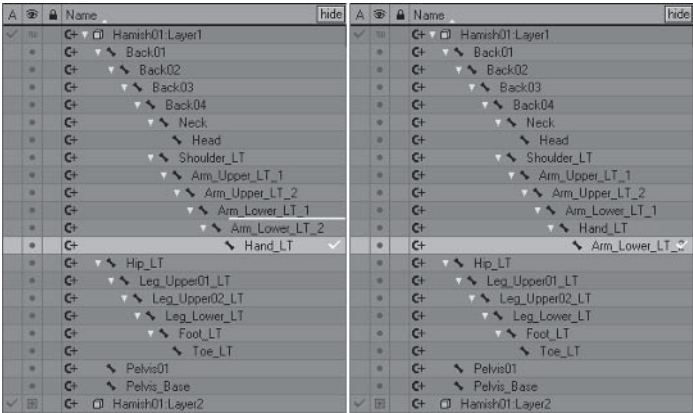 A Name hide
C+ Hamish01:Layer1
C+ Back01
C+ Back02
C+ Back03
C+ Back04
C+ Neck
C+ Head
C+ Shoulder_LT
C+ Arm_Upper_LT_1
C+ Arm_Upper_LT_2
C+ Arm_Lower_LT_1
C+ Arm_Lower_LT_2
C+ Hand_LT
C+ Hip_LT
C+ Leg_Upper01_LT
C+ Leg_Upper02_LT
C+ Leg_Lower_LT
C+ Foot_LT
C+ Toe_LT
C+ Pelvis01
C+ Pelvis_Base
C+ Hamish01:Layer2
A Name hide
C+ Hamish01:Layer1
C+ Back01
C+ Back02
C+ Back03
C+ Back04
C+ Neck
C+ Head
C+ Shoulder_LT
C+ Arm_Upper_LT_1
C+ Arm_Upper_LT_2
C+ Arm_Lower_LT_1
C+ Hand_LT
C+ Arm_Lower_LT_2
C+ Hip_LT
C+ Leg_Upper01_LT
C+ Leg_Upper02_LT
C+ Leg_Lower_LT
C+ Foot_LT
C+ Toe_LT
C+ Pelvis01
C+ Pelvis_Base
C+ Hamish01:Layer2